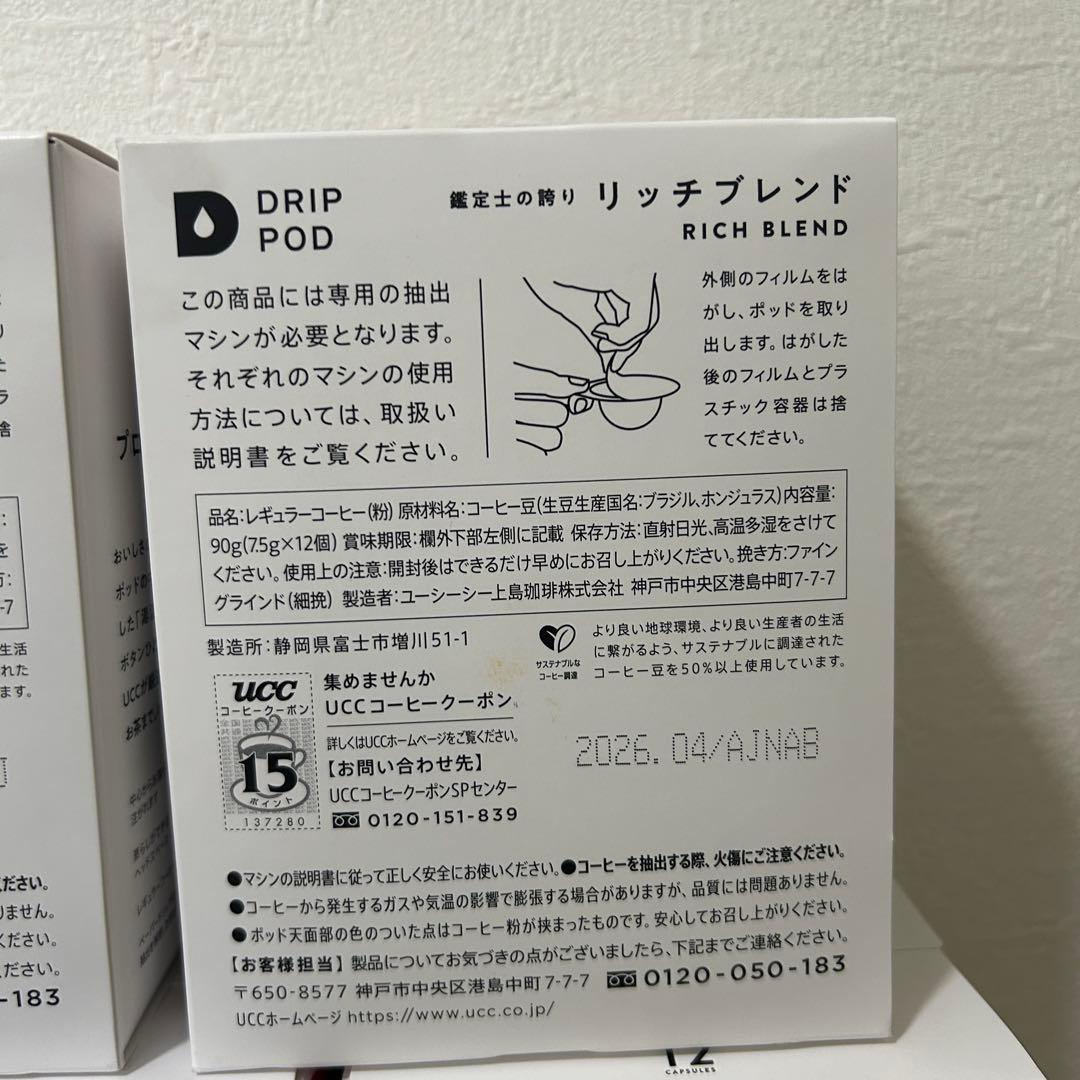 DRIP
POD
鑑定士の誇り リッチブレンド
RICH BLEND
この商品には専用の抽出
マシンが必要となります。
それぞれのマシンの使用
方法については、取扱い
説明書をご覧ください。
外側のフィルムをは
がし、ポッドを取り
出します。はがした
後のフィルムとプラ
スチック容器は捨
ててください。
品名:レギュラーコーヒー(粉) 原材料名:コーヒー豆(生豆生産国名:ブラジル、ホンジュラス)内容量:
90g(7.5g×12個) 賞味期限:欄外下部左側に記載 保存方法:直射日光、高温多湿をさけて
ください。使用上の注意:開封後はできるだけ早めにお召し上がりください。挽き方:ファイン
グラインド(細挽) 製造者:ユーシーシー上島珈琲株式会社 神戸市中央区港島中町7-7-7
製造所:静岡県富士市増川51-1
サステナブルな
コーヒー調達
より良い地球環境、より良い生産者の生活
に繋がるよう、サステナブルに調達された
コーヒー豆を50%以上使用しています。
UCC
コーヒークーポン
15
ポイント
137280
集めませんか
UCCコーヒークーポン
詳しくはUCCホームページをご覧ください。
【お問い合わせ先】
UCCコーヒークーポンSPセンター
0120-151-839
2026.04/AJNAB
●マシンの説明書に従って正しく安全にお使いください。●コーヒーを抽出する際、火傷にご注意ください。
●コーヒーから発生するガスや気温の影響で膨張する場合がありますが、品質には問題ありません。
●ポッド天面部の色のついた点はコーヒー粉が挟まったものです。安心してお召し上がりください。
【お客様担当】製品についてお気づきの点がございましたら、下記までご連絡ください。
〒650-8577 神戸市中央区港島中町7-7-7 0120-050-183
UCCホームページ https://www.ucc.co.jp/
12
CAPSULES
ださい。
りません。
ください。
ださい。
-183